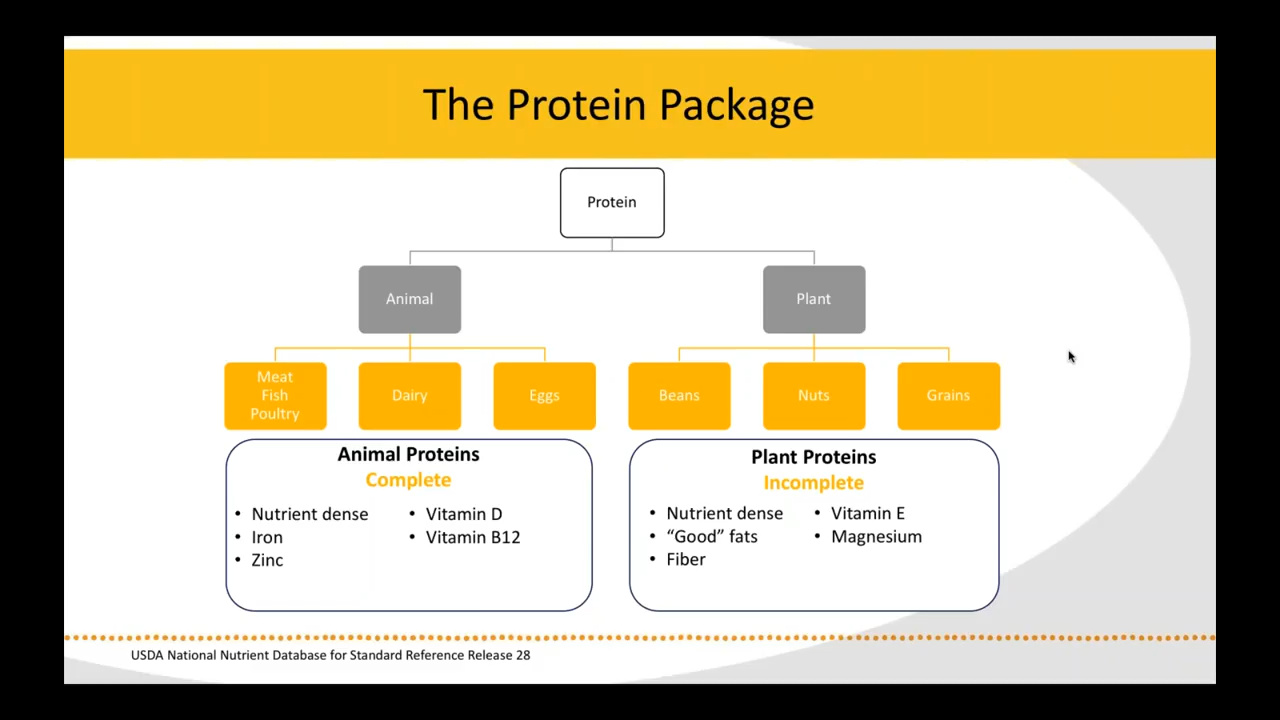 The Protein Package
Protein
Animal
Plant
Meat
Fish
Poultry
Dairy
Eggs
Beans
Nuts
Grains
Animal Proteins
Complete
• Nutrient dense
• Iron
• Zinc
• Vitamin D
• Vitamin B12
Plant Proteins
Incomplete
• Nutrient dense
• “Good” fats
• Fiber
• Vitamin E
• Magnesium
USDA National Nutrient Database for Standard Reference Release 28